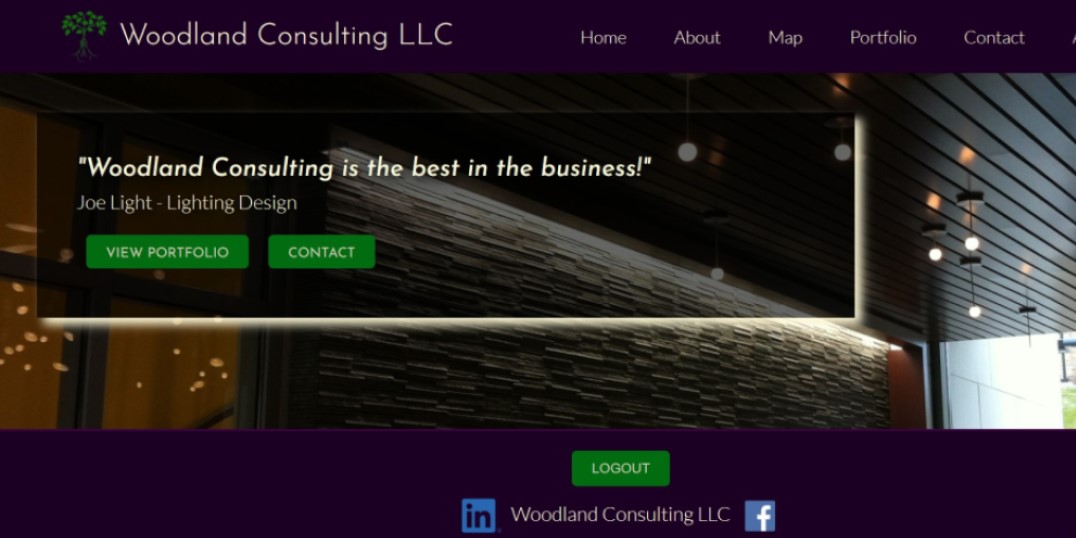 Woodland Consulting LLC
Home About Map Portfolio Contact
"Woodland Consulting is the best in the business!"
Joe Light - Lighting Design
VIEW PORTFOLIO CONTACT
LOGOUT
in Woodland Consulting LLC f